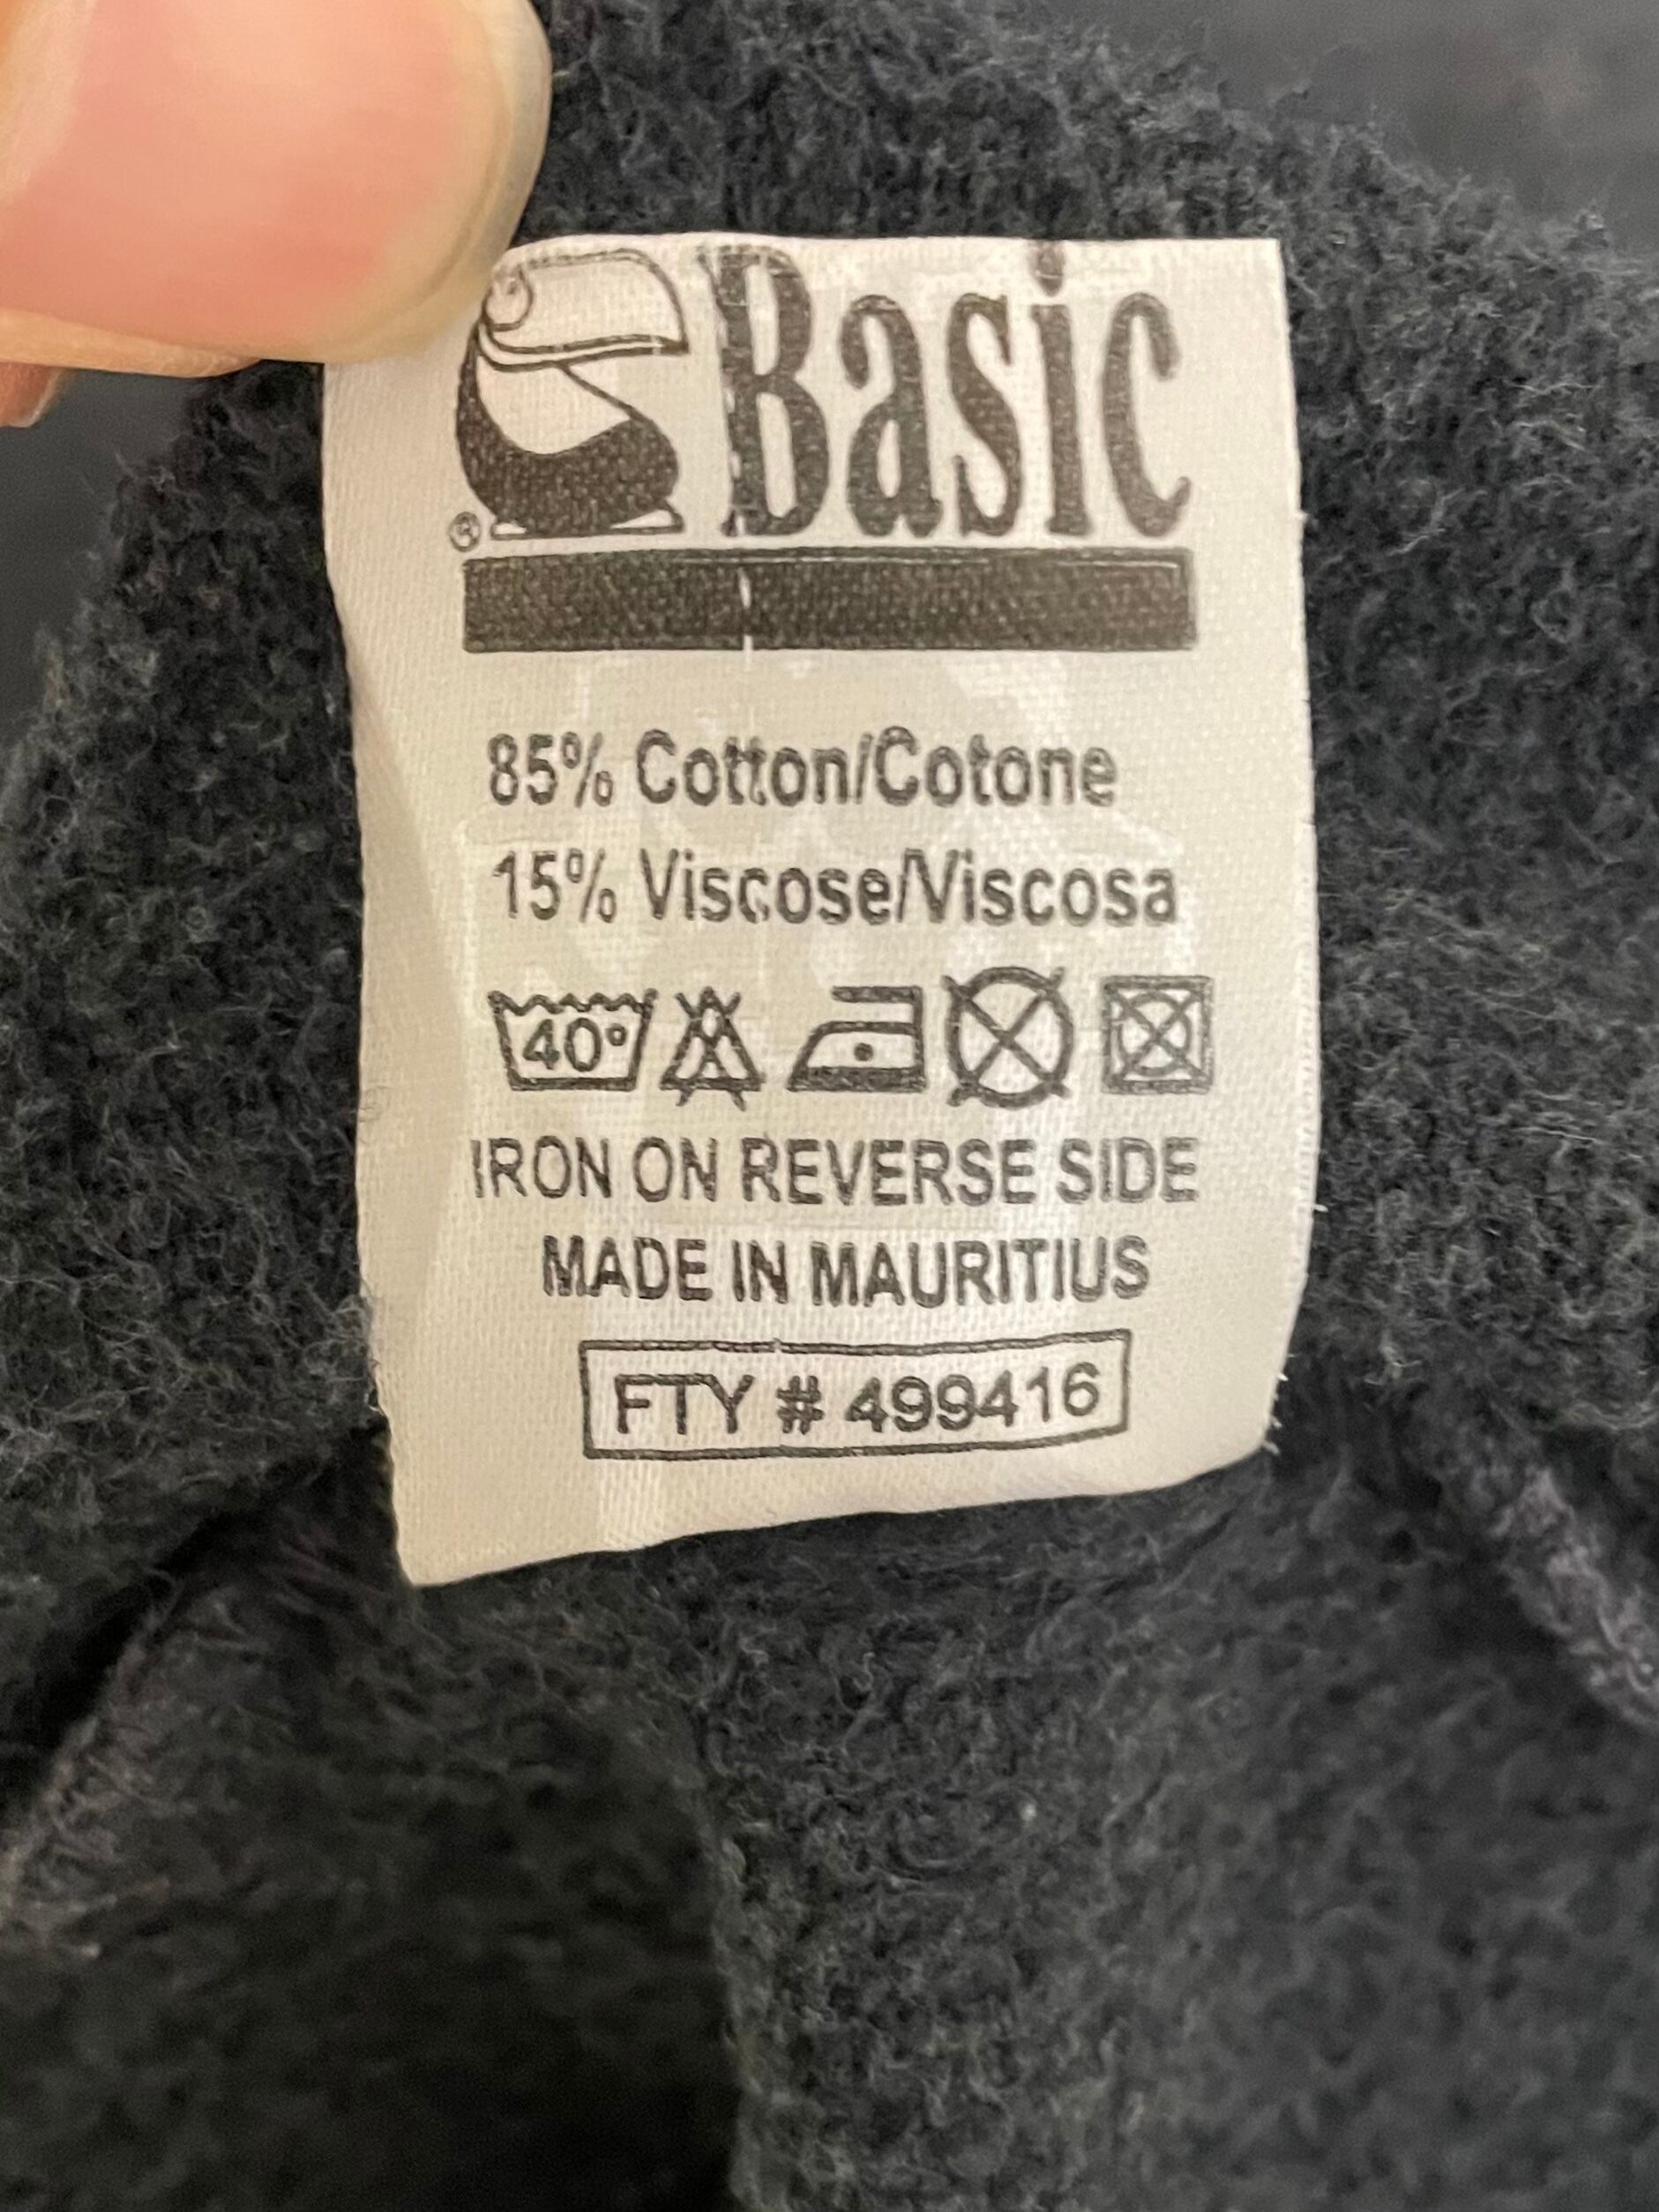 Basic
®
85% Cotton/Cotone
15% Viscose/Viscosa
40°
IRON ON REVERSE SIDE
MADE IN MAURITIUS
FTY # 499416